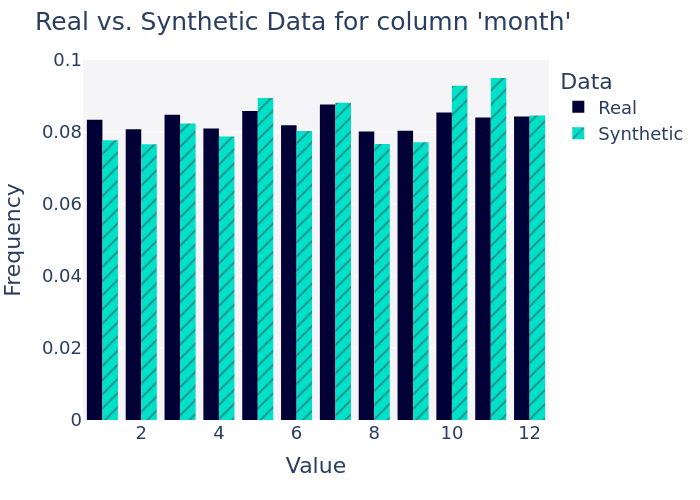 Real vs. Synthetic Data for column 'month'
0.1
0.08
0.06
0.04
0.02
0
Frequency
2 4 6 8 10 12
Value
Data
Real
Synthetic